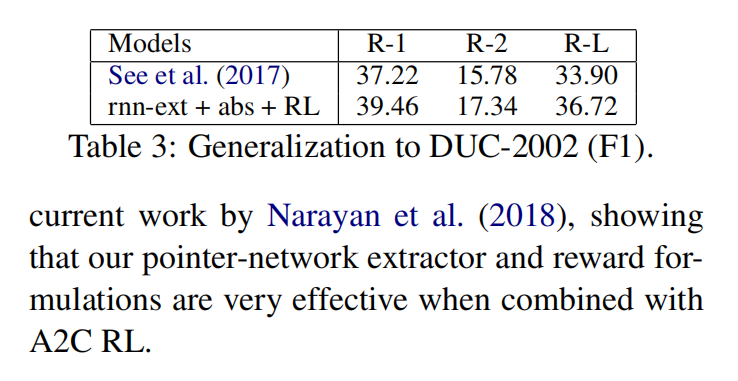 Models R-1 R-2 R-L
See et al. (2017) 37.22 15.78 33.90
rnn-ext + abs + RL 39.46 17.34 36.72
Table 3: Generalization to DUC-2002 (F1).
current work by Narayan et al. (2018), showing
that our pointer-network extractor and reward for-
mulations are very effective when combined with
A2C RL.